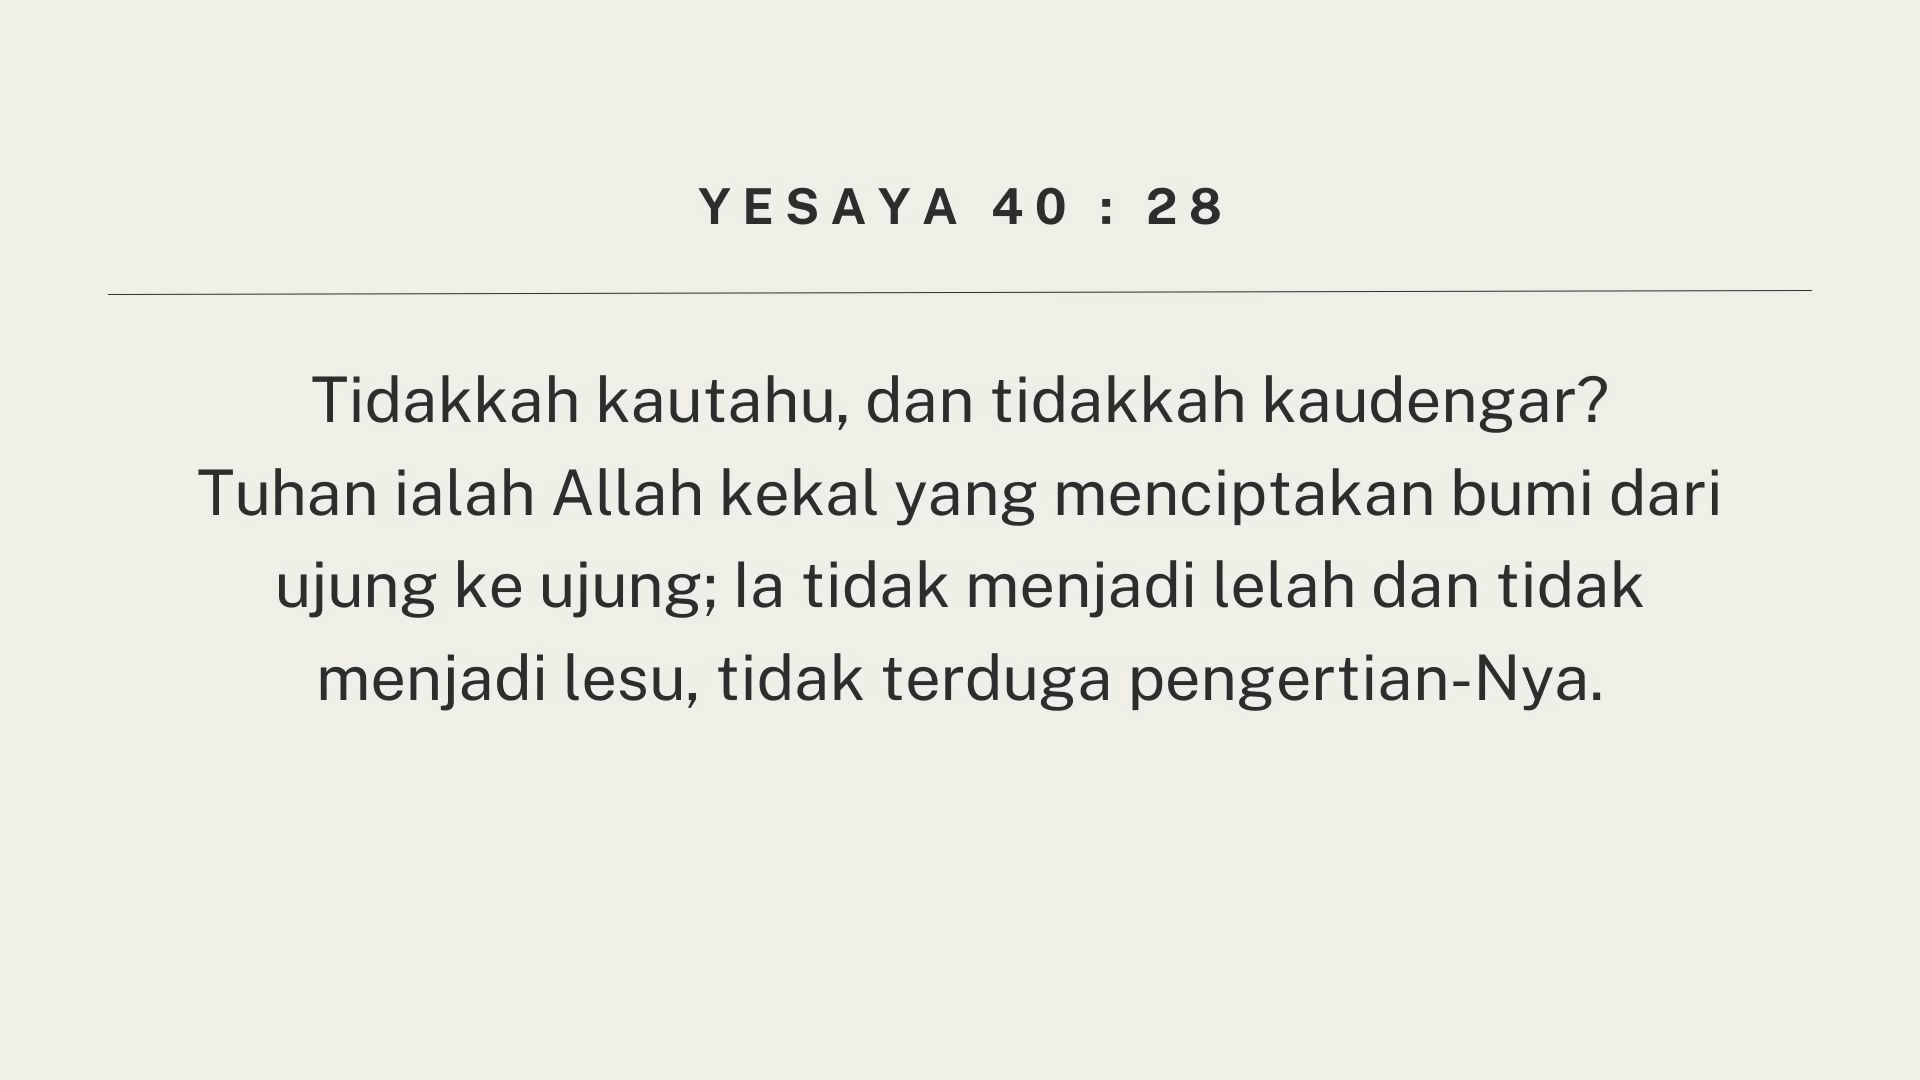 YESAYA 40 : 28
Tidakkah kautahu, dan tidakkah kaudengar?
Tuhan ialah Allah kekal yang menciptakan bumi dari
ujung ke ujung; Ia tidak menjadi lelah dan tidak
menjadi lesu, tidak terduga pengertian-Nya.